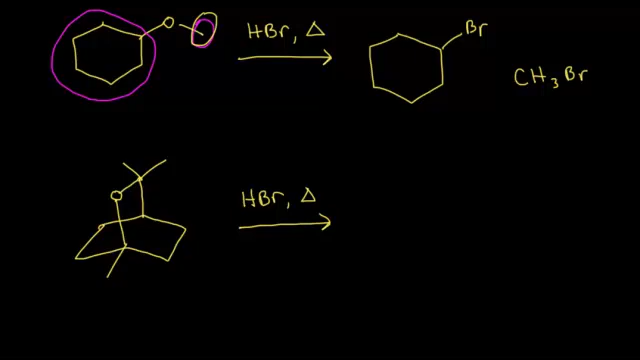 O
HBr, Δ
Br
CH₃Br
O
HBr, Δ